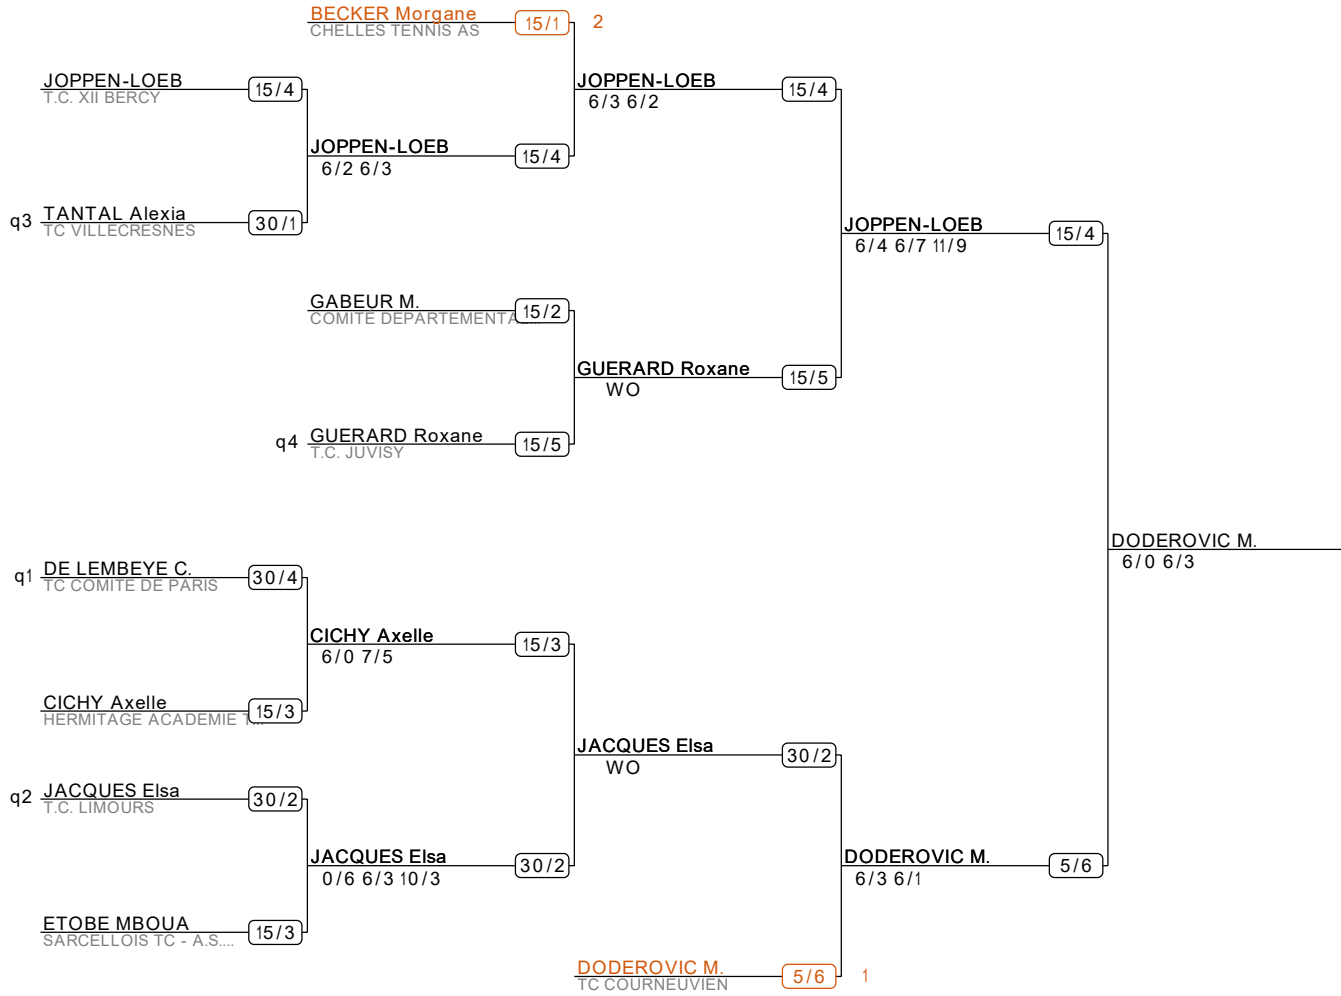 BECKER Morgane 15/1 2
CHELLES TENNIS AS
JOPPEN-LOEB 15/4
T.C. XII BERCY
JOPPEN-LOEB 15/4
6/3 6/2
JOPPEN-LOEB 15/4
6/2 6/3
q3 TANTAL Alexia 30/1
TC VILLECRESNES
JOPPEN-LOEB 15/4
6/4 6/7 11/9
GABEUR M. 15/2
COMITE DEPARTEMENTA...
GUERARD Roxane 15/5
WO
q4 GUERARD Roxane 15/5
T.C. JUVISY
DODEROVIC M.
6/0 6/3
q1 DE LEMBEYE C. 30/4
TC COMITE DE PARIS
CICHY Axelle 15/3
6/0 7/5
CICHY Axelle 15/3
HERMITAGE ACADEMIE T...
JACQUES Elsa 30/2
WO
q2 JACQUES Elsa 30/2
T.C. LIMOURS
JACQUES Elsa 30/2
0/6 6/3 10/3
DODEROVIC M. 5/6
6/3 6/1
ETOBE MBOUA 15/3
SARCELLOIS TC - A.S....
DODEROVIC M. 5/6 1
TC COURNEUVIEN